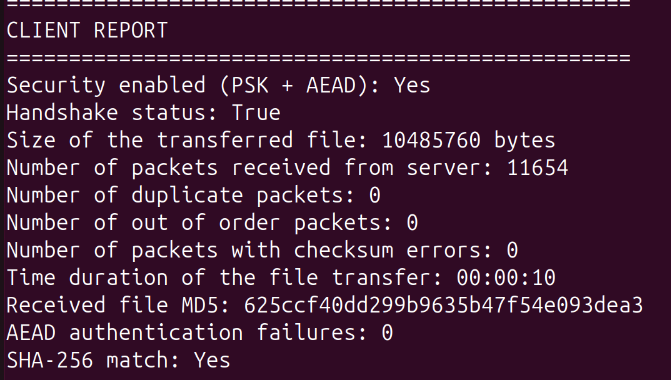 ==================================================
CLIENT REPORT
==================================================
Security enabled (PSK + AEAD): Yes
Handshake status: True
Size of the transferred file: 10485760 bytes
Number of packets received from server: 11654
Number of duplicate packets: 0
Number of out of order packets: 0
Number of packets with checksum errors: 0
Time duration of the file transfer: 00:00:10
Received file MD5: 625ccf40dd299b9635b47f54e093dea3
AEAD authentication failures: 0
SHA-256 match: Yes